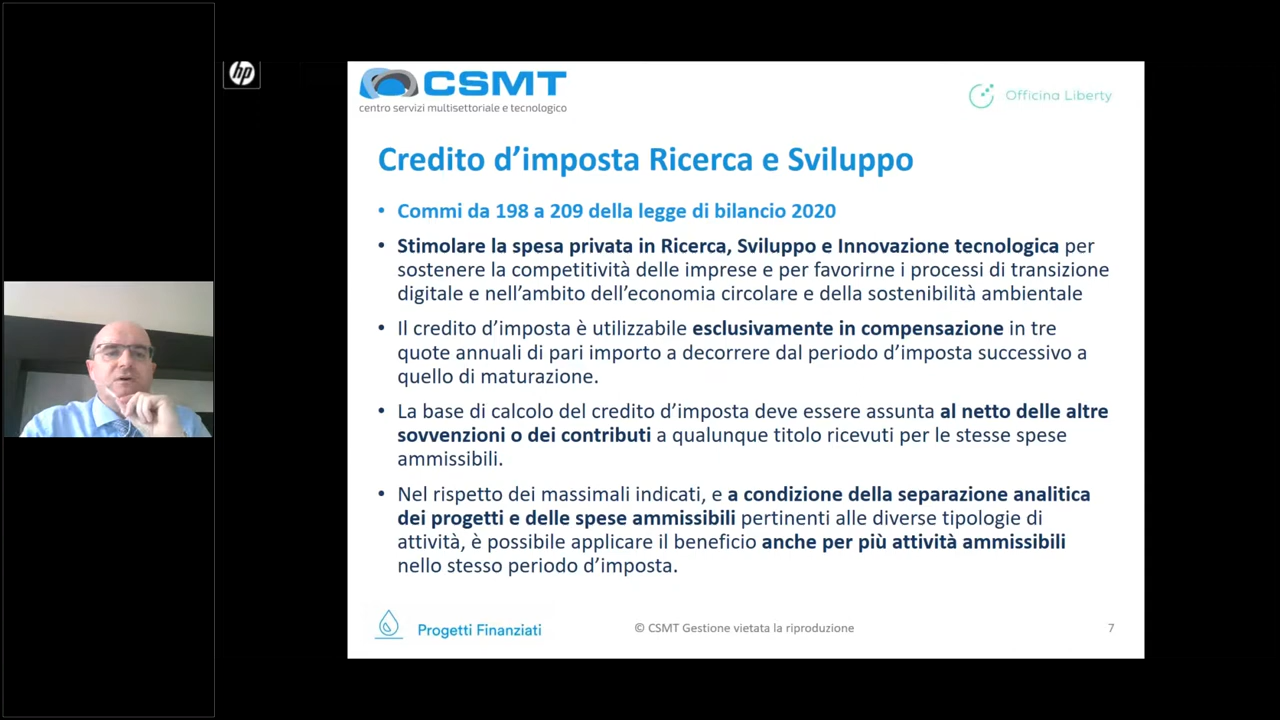 hp
CSMT
centro servizi multisettoriale e tecnologico
Officina Liberty
Credito d’imposta Ricerca e Sviluppo
• Commi da 198 a 209 della legge di bilancio 2020
• Stimolare la spesa privata in Ricerca, Sviluppo e Innovazione tecnologica per
sostenere la competitività delle imprese e per favorirne i processi di transizione
digitale e nell’ambito dell’economia circolare e della sostenibilità ambientale
• Il credito d’imposta è utilizzabile esclusivamente in compensazione in tre
quote annuali di pari importo a decorrere dal periodo d’imposta successivo a
quello di maturazione.
• La base di calcolo del credito d’imposta deve essere assunta al netto delle altre
sovvenzioni o dei contributi a qualunque titolo ricevuti per le stesse spese
ammissibili.
• Nel rispetto dei massimali indicati, e a condizione della separazione analitica
dei progetti e delle spese ammissibili pertinenti alle diverse tipologie di
attività, è possibile applicare il beneficio anche per più attività ammissibili
nello stesso periodo d’imposta.
Progetti Finanziati
© CSMT Gestione vietata la riproduzione
7